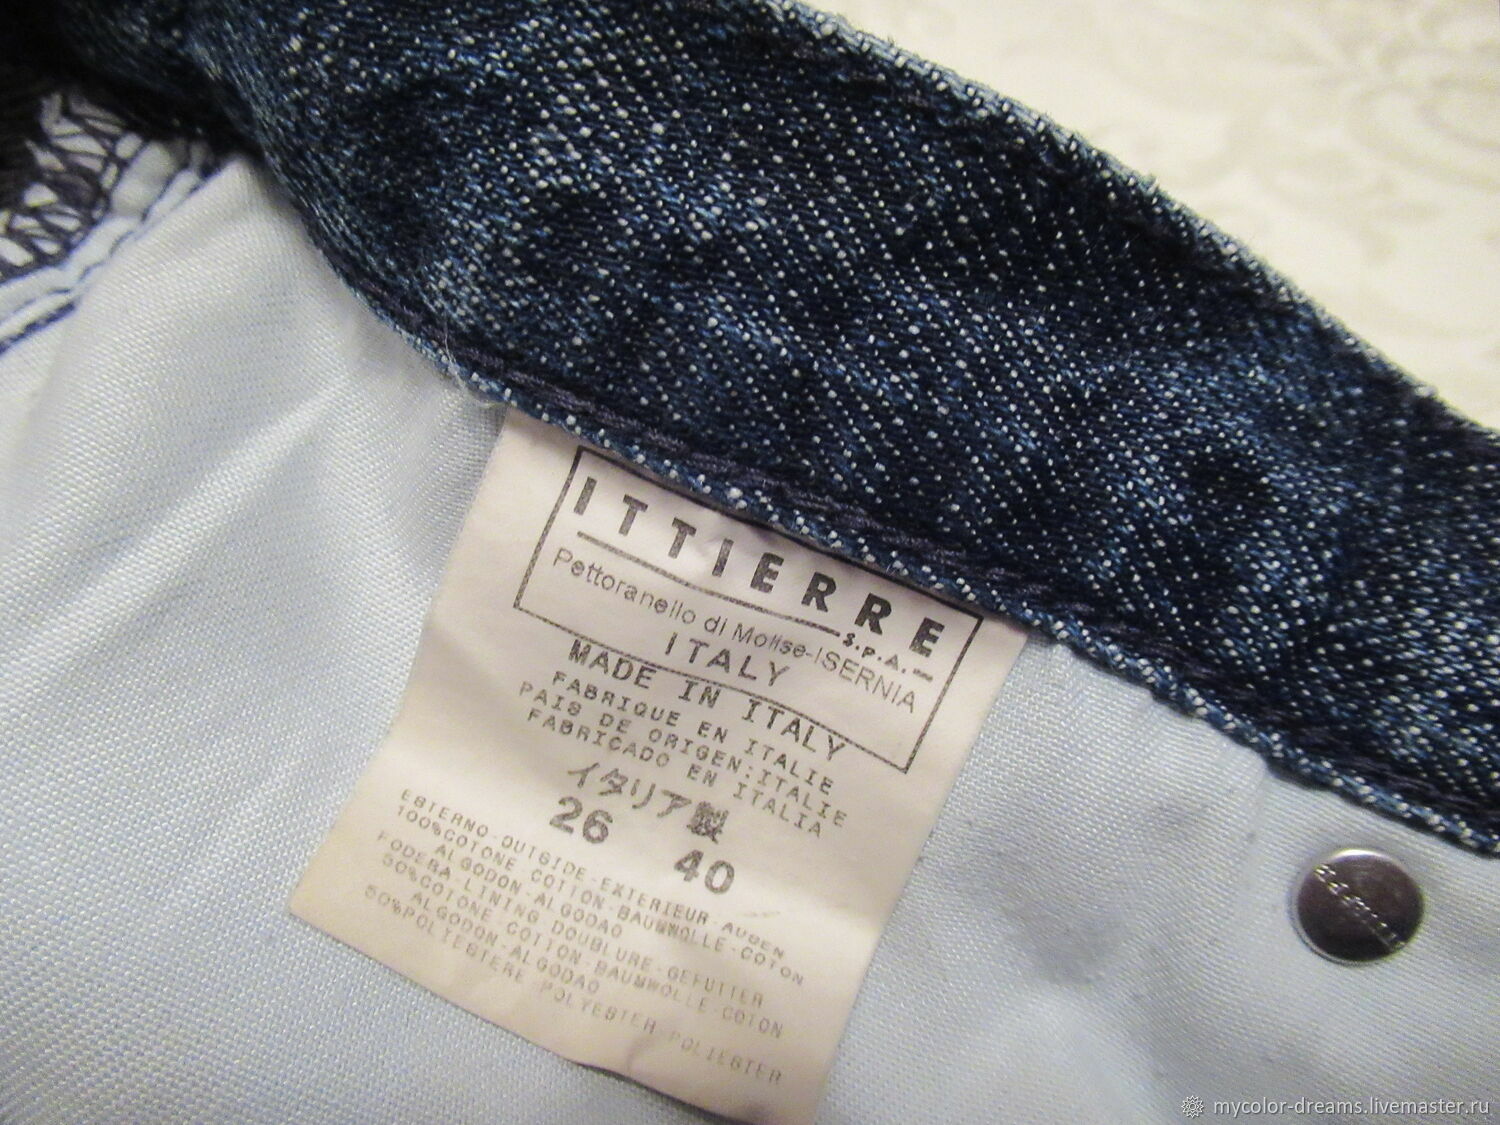 ITTIERRE
S.P.A.
Pettoranello di Molise-ISERNIA
ITALY
MADE IN ITALY
FABRIQUE EN ITALIE
PAIS DE ORIGEN:ITALIE
FABRICADO EN ITALIA
イタリア製
26 40
ESTERNO-OUTSIDE-EXTERIEUR-AUSEN
100%COTONE-COTTON-BAUMWOLLE-COTON
ALGODON-ALGODAO
FODERA-LINING DOUBLURE-GEFUTTER
50%COTONE-COTTON-BAUMWOLLE-COTON
ALGODON-ALGODAO
50%POLIESTERE POLYESTER POLIESTER
mycolor-dreams.livemaster.ru